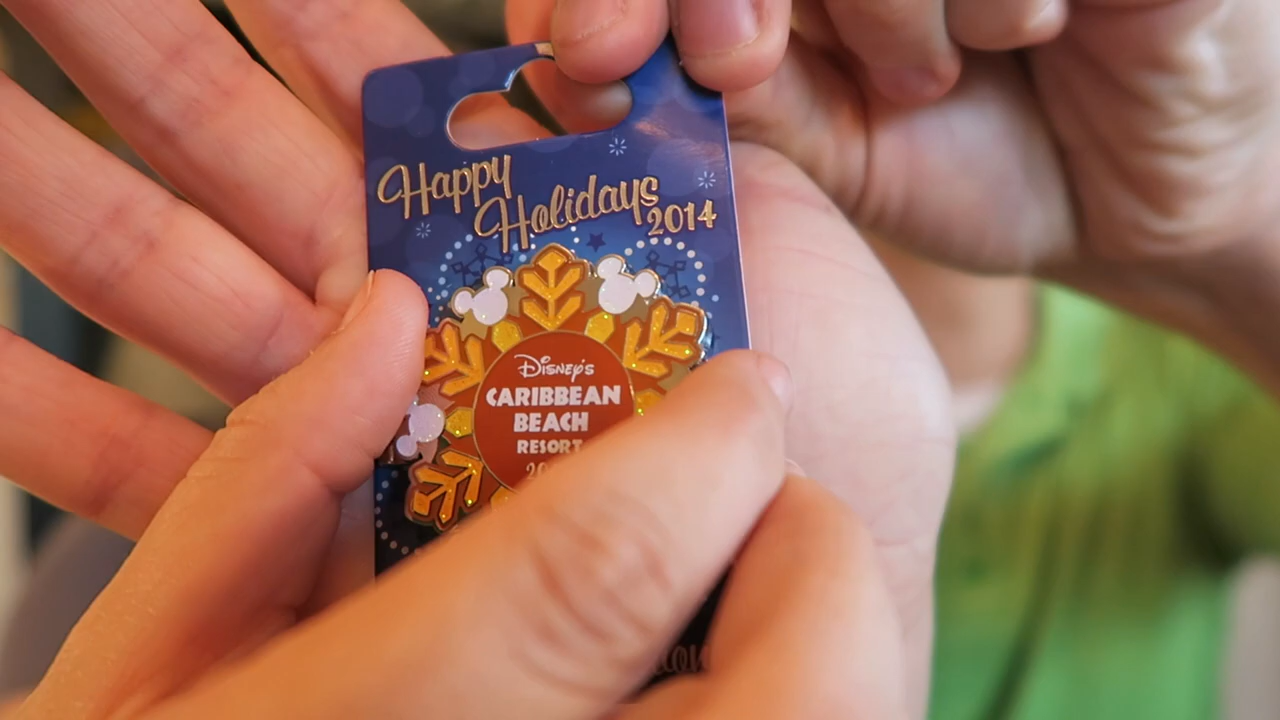 Happy
Holidays
2014
DISNEY'S
CARIBBEAN
BEACH
RESORT